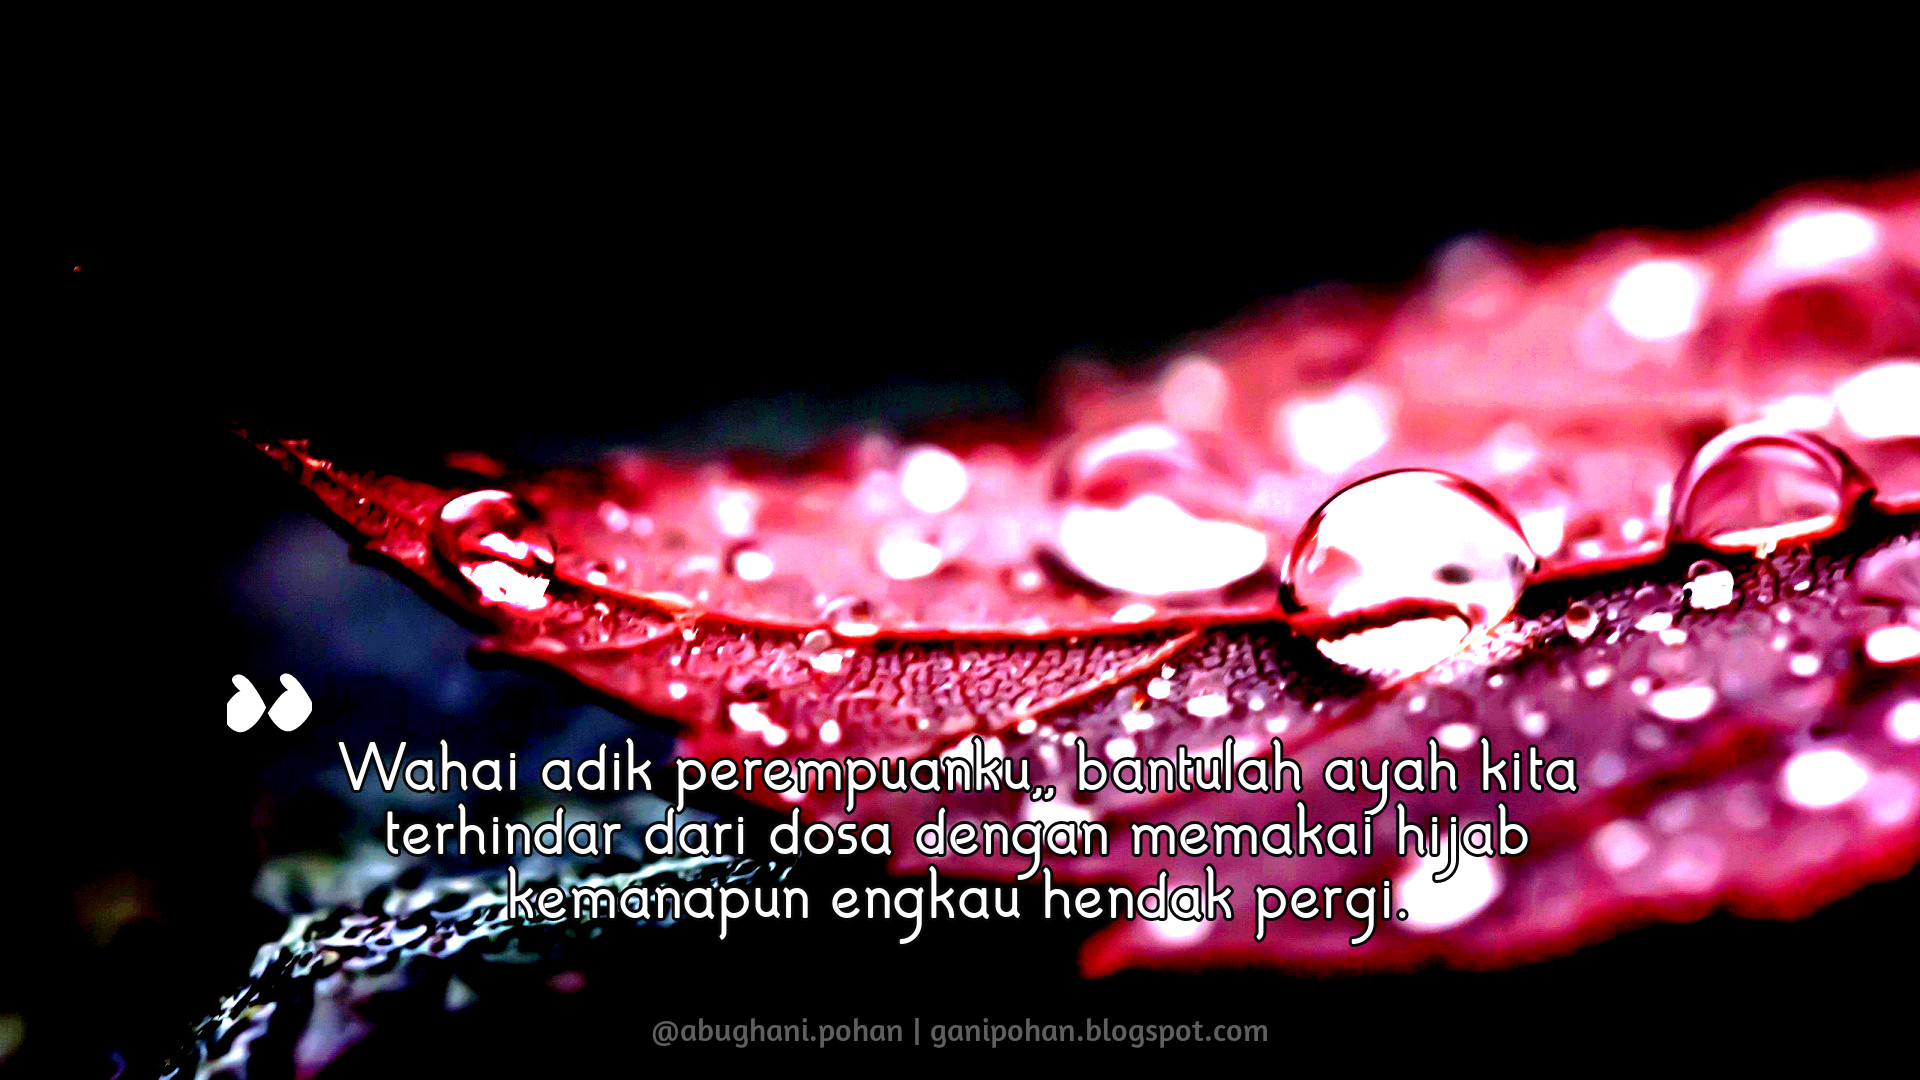 Wahai adik perempuanku,, bantulah ayah kita
terhindar dari dosa dengan memakai hijab
kemanapun engkau hendak pergi.
@abughani.pohan | ganipohan.blogspot.com